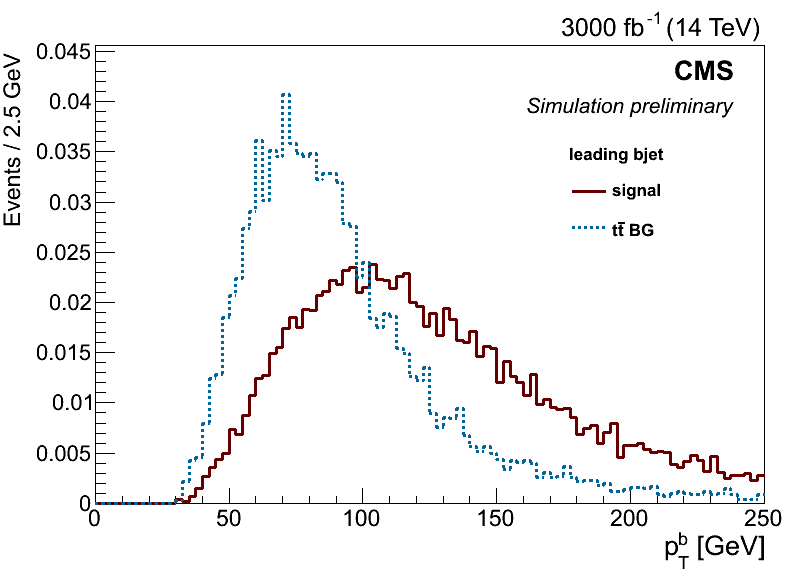 3000 fb⁻¹ (14 TeV)
CMS
Simulation preliminary
leading bjet
signal
tt̄ BG
Events / 2.5 GeV
0.045
0.04
0.035
0.03
0.025
0.02
0.015
0.01
0.005
0
0 50 100 150 200 250
p_T^b [GeV]